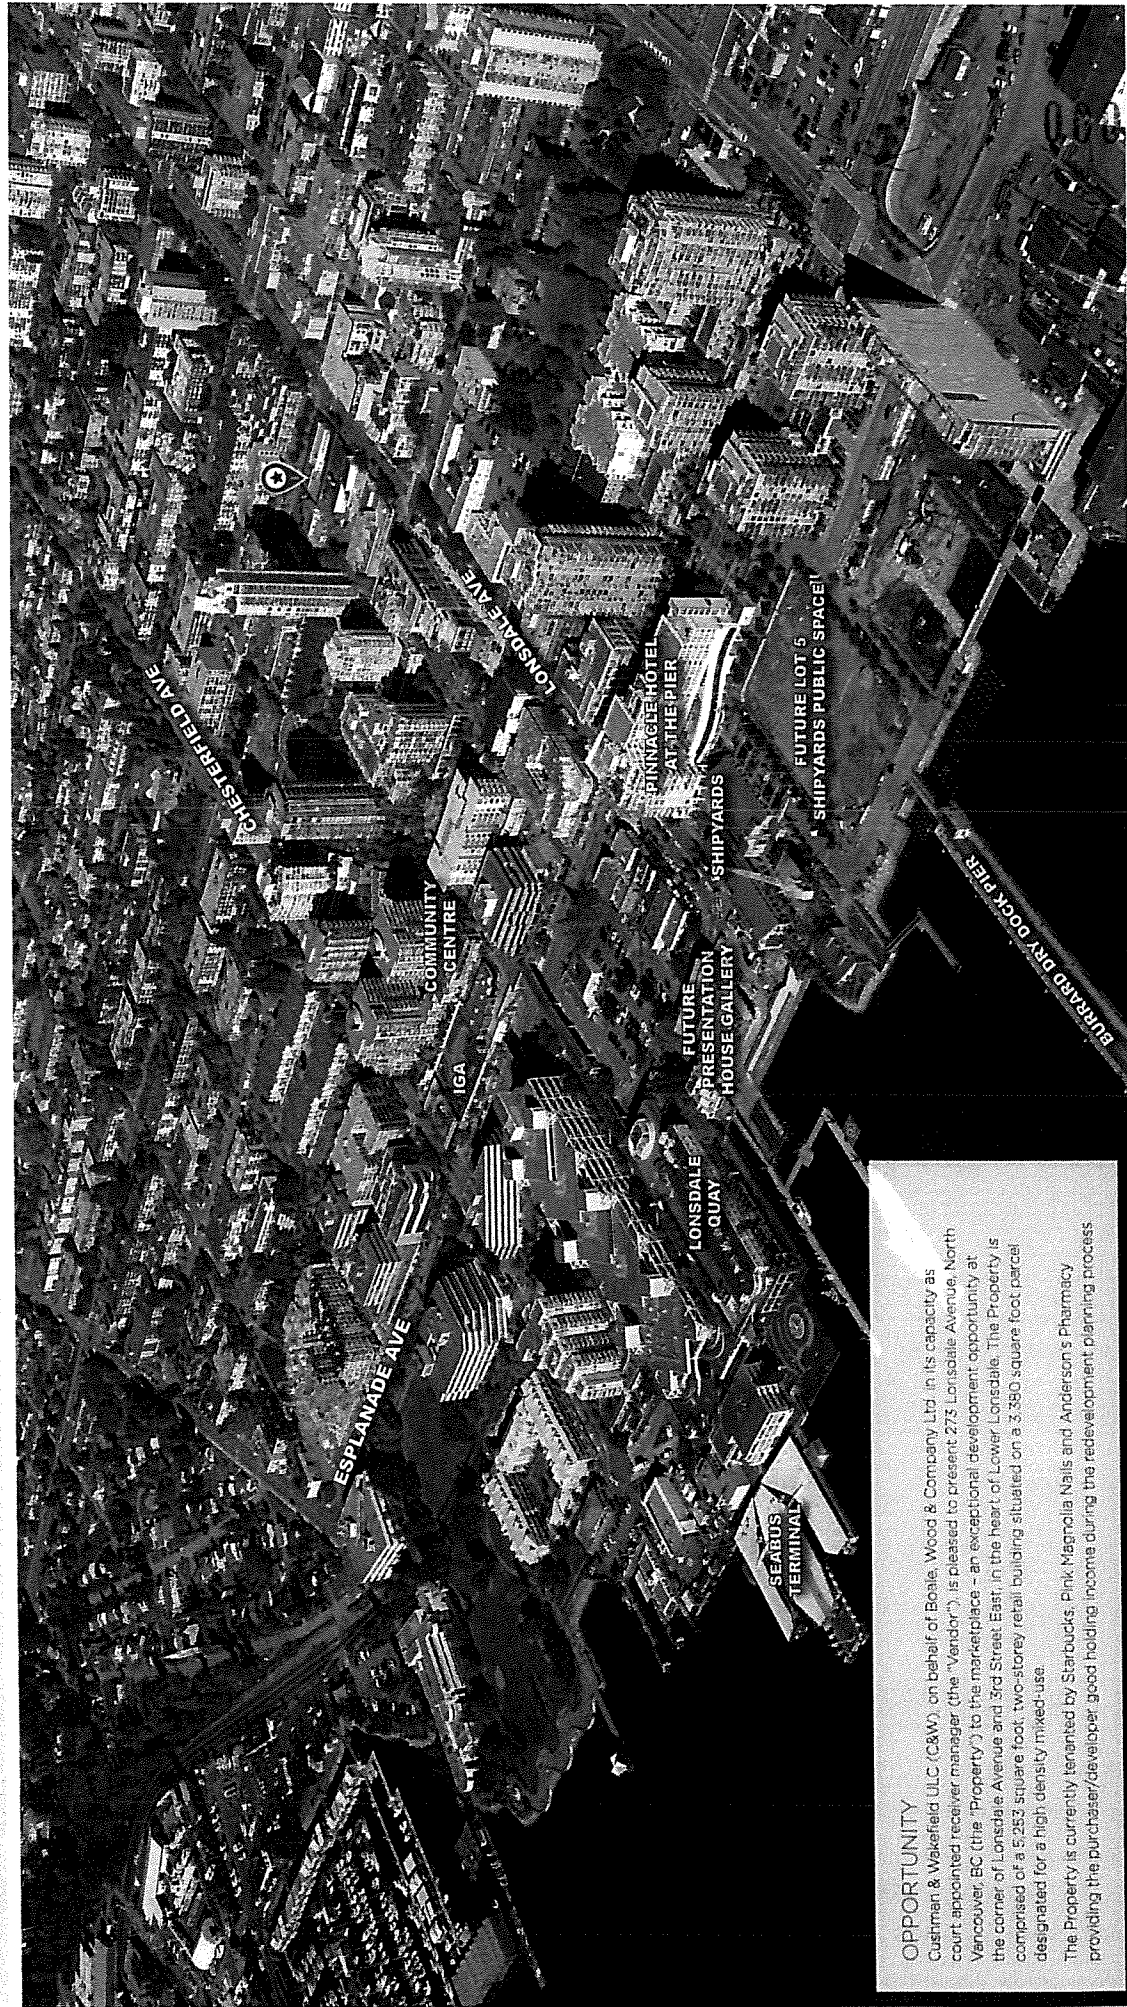 CHESTERFIELD AVE
LONSDALE AVE
ESPLANADE AVE
COMMUNITY
CENTRE
IGA
PINNACLE HOTEL
AT THE PIER
SHIPYARDS
FUTURE LOT 5
SHIPYARDS PUBLIC SPACE
FUTURE
PRESENTATION
HOUSE GALLERY
LONSDALE
QUAY
SEABUS
TERMINAL
BURRARD DRY DOCK PIER
OPPORTUNITY
Cushman & Wakefield ULC (C&W), on behalf of Boale, Wood & Company Ltd. in its capacity as
court appointed receiver manager (the "Vendor"), is pleased to present 273 Lonsdale Avenue, North
Vancouver, BC (the "Property") to the marketplace – an exceptional development opportunity at
the corner of Lonsdale Avenue and 3rd Street East, in the heart of Lower Lonsdale. The Property is
comprised of a 5,253 square foot, two-storey retail building situated on a 3,380 square foot parcel
designated for a high density mixed-use.
The Property is currently tenanted by Starbucks, Pink Magnolia Nails and Anderson's Pharmacy
providing the purchaser/developer good holding income during the redevelopment planning process